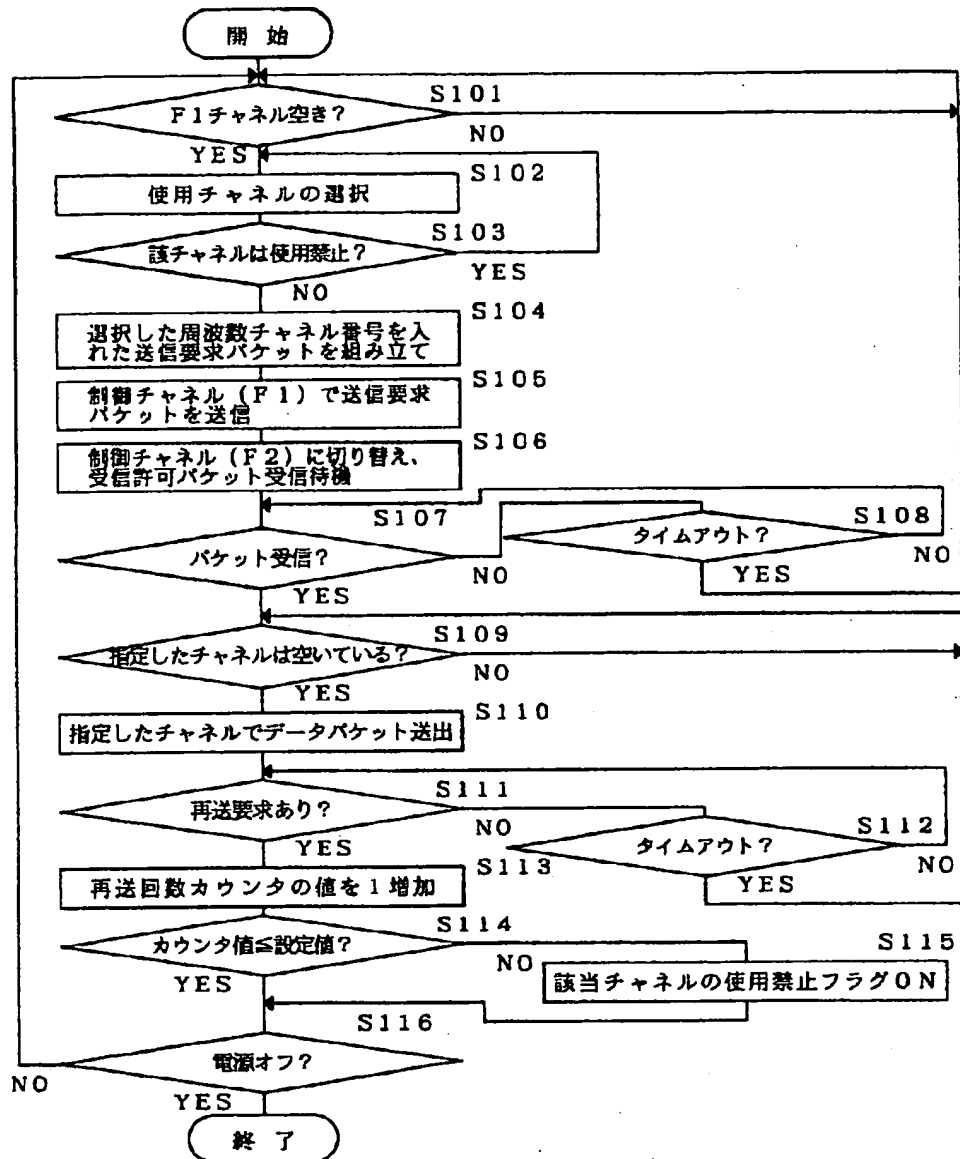 開 始
S101
F1チャネル空き?
NO
YES
S102
使用チャネルの選択
S103
該チャネルは使用禁止?
YES
NO
S104
選択した周波数チャネル番号を入
れた送信要求パケットを組み立て
S105
制御チャネル (F1) で送信要求
パケットを送信
S106
制御チャネル (F2) に切り替え、
受信許可パケット受信待機
S107
S108
パケット受信?
タイムアウト?
NO
NO
YES
YES
S109
指定したチャネルは空いている?
NO
YES
S110
指定したチャネルでデータパケット送出
S111
再送要求あり?
NO
S112
タイムアウト?
NO
YES
YES
S113
再送回数カウンタの値を1増加
S114
カウンタ値≦設定値?
NO
S115
YES
該当チャネルの使用禁止フラグON
S116
電源オフ?
NO
YES
終 了